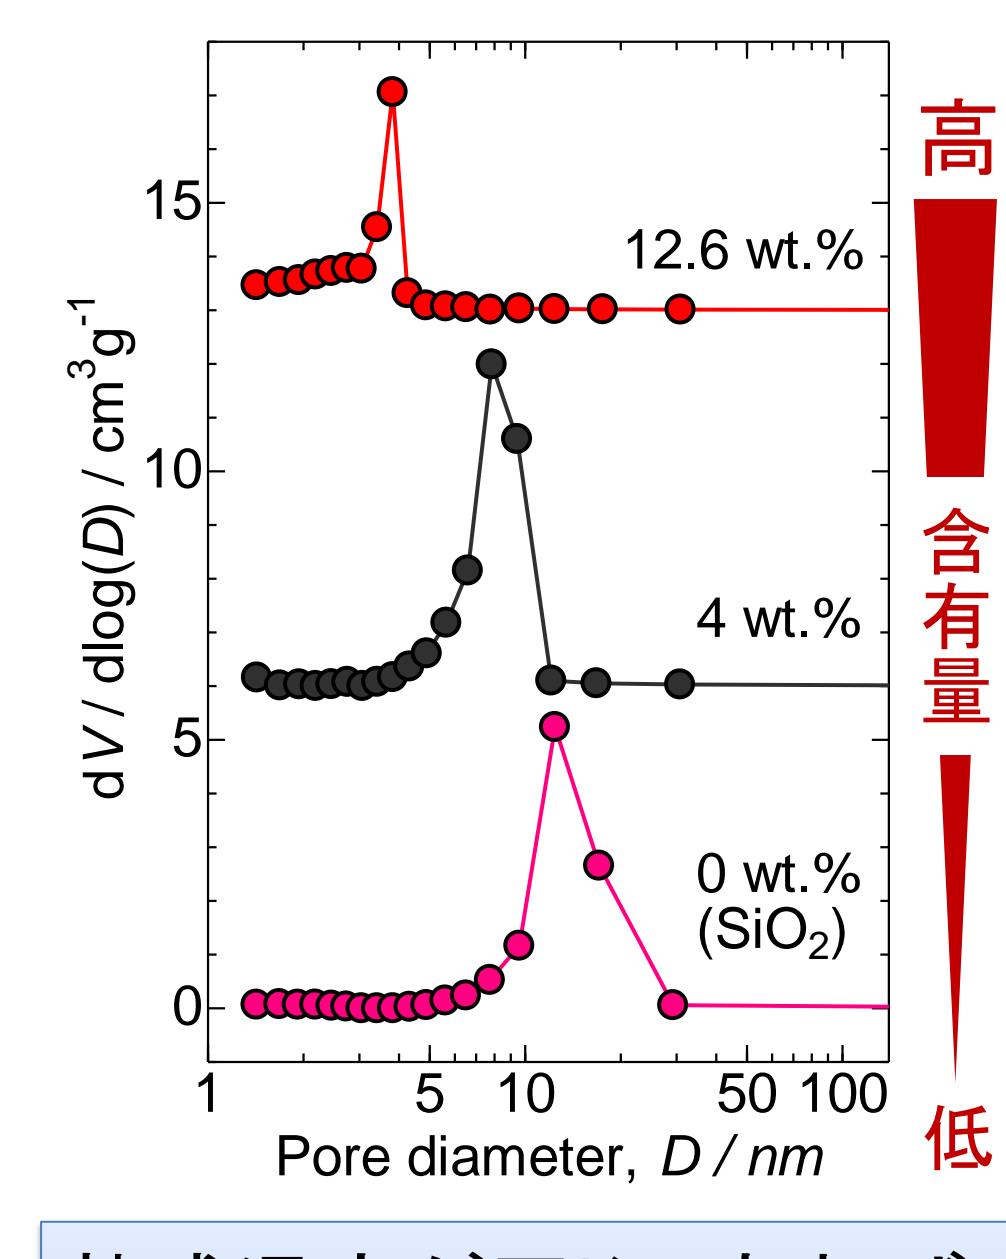 15
10
5
0
dV / dlog(D) / cm³g⁻¹
12.6 wt.%
4 wt.%
0 wt.%
(SiO₂)
1 5 10 50 100
Pore diameter, D / nm
高
含有量
低